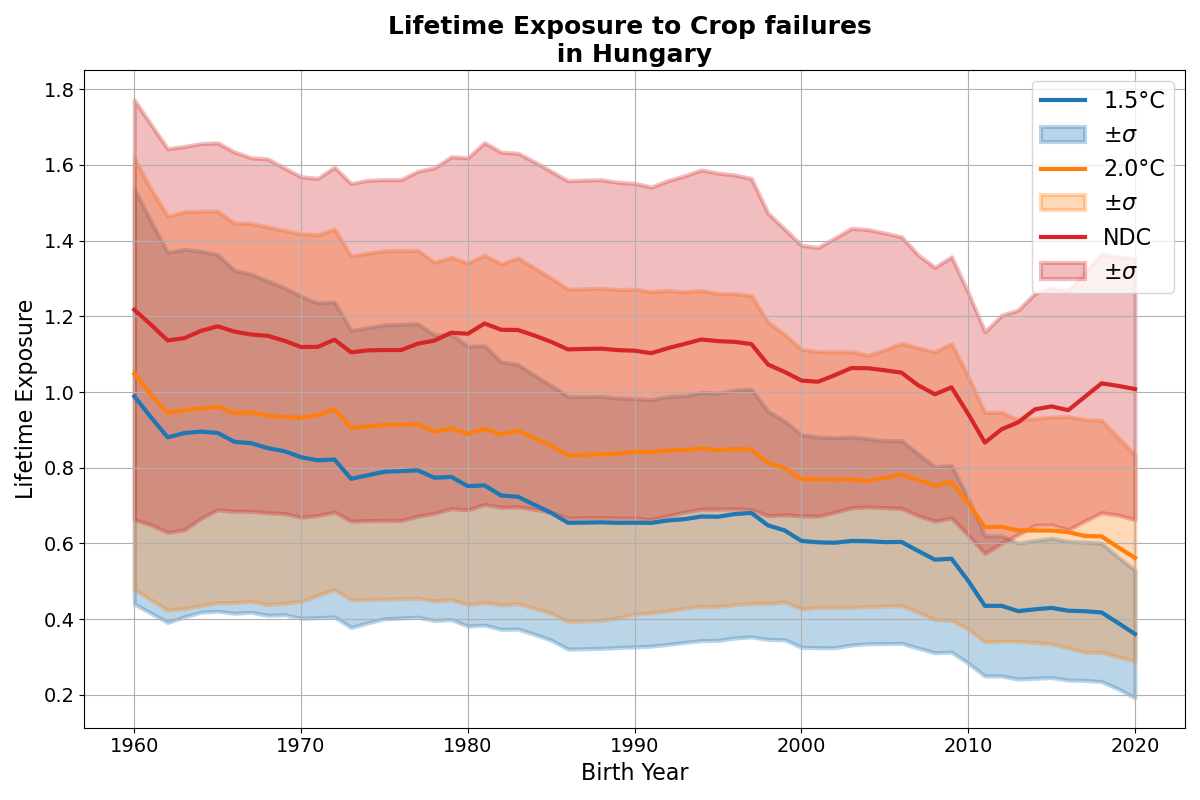 Lifetime Exposure to Crop failures
in Hungary
Lifetime Exposure
1.8
1.6
1.4
1.2
1.0
0.8
0.6
0.4
0.2
1.5°C
±σ
2.0°C
±σ
NDC
±σ
1960 1970 1980 1990 2000 2010 2020
Birth Year